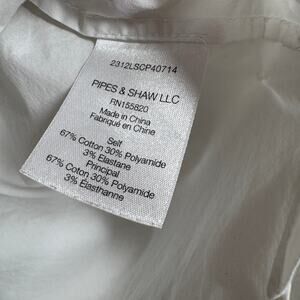 2312LSCP40714
PIPES & SHAW LLC
RN155820
Made in China
Fabriqué en Chine
Self
67% Cotton 30% Polyamide
3% Elastane
Principal
67% Coton 30% Polyamide
3% Elasthanne